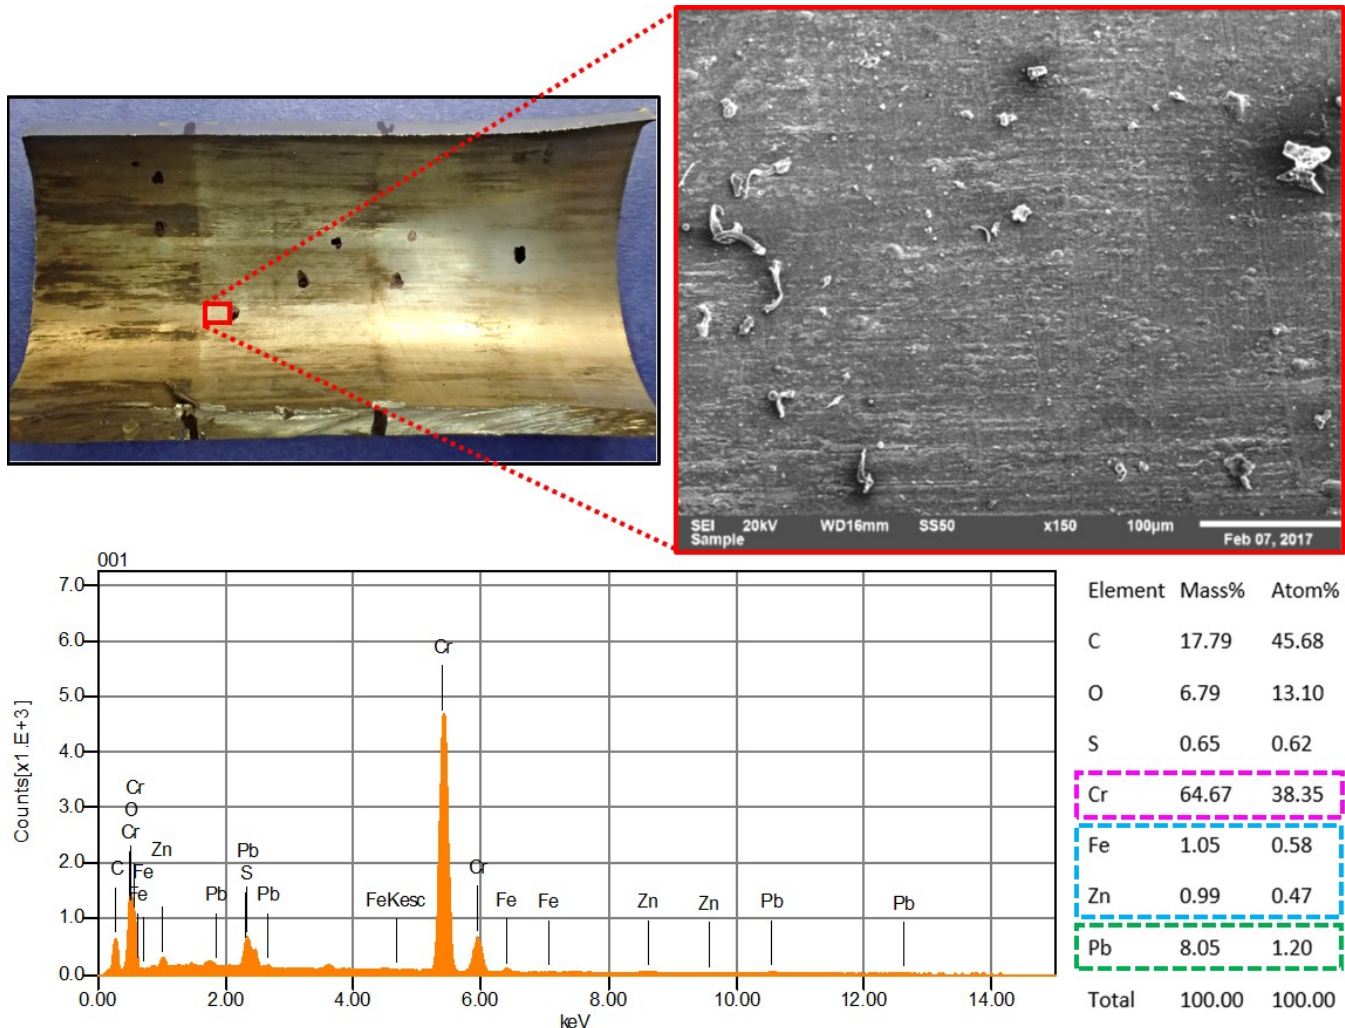 SEI 20kV WD16mm SS50 x150 100µm
Sample Feb 07, 2017
001
7.0
6.0
5.0
4.0
3.0
2.0
1.0
0.0
Counts[x1.E+3]
Cr
O
Cr
C
Fe
Fe
Zn
Pb
Pb
S
Pb
FeKesc
Cr
Cr
Fe
Fe
Zn
Zn
Pb
Pb
0.00 2.00 4.00 6.00 8.00 10.00 12.00 14.00
keV
Element Mass% Atom%
C 17.79 45.68
O 6.79 13.10
S 0.65 0.62
Cr 64.67 38.35
Fe 1.05 0.58
Zn 0.99 0.47
Pb 8.05 1.20
Total 100.00 100.00